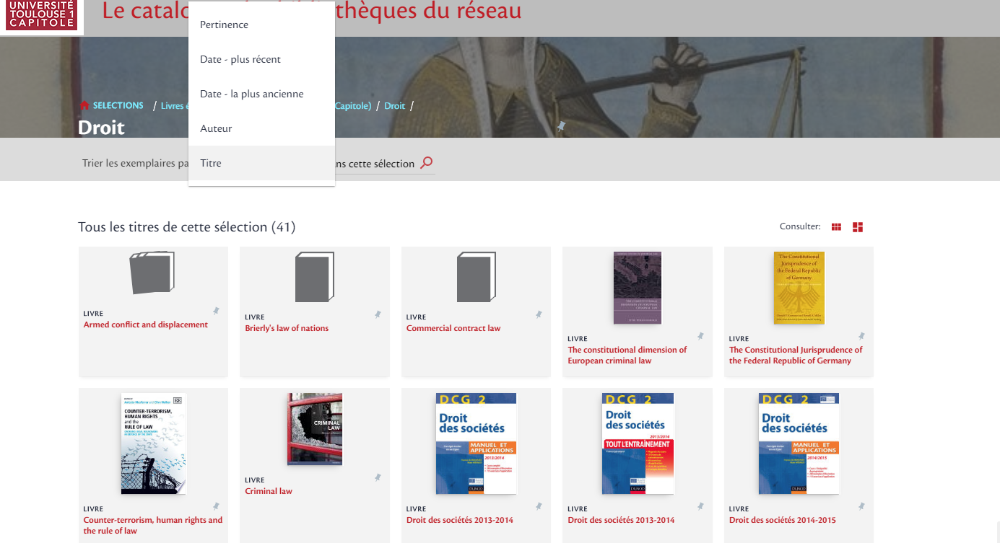 UNIVERSITÉ
TOULOUSE 1
CAPITOLE
Le catalo
thèques du réseau
Pertinence
Date - plus récent
Date - la plus ancienne
Auteur
Titre
SELECTIONS / Livres é
Capitole) / Droit /
Droit
Trier les exemplaires pa
ns cette sélection
Tous les titres de cette sélection (41)
Consulter:
LIVRE
Armed conflict and displacement
LIVRE
Brierly's law of nations
LIVRE
Commercial contract law
THE CONSTITUTIONAL
DIMENSION OF EUROPEAN
CRIMINAL LAW
LIVRE
The constitutional dimension of
European criminal law
The Constitutional
Jurisprudence of
the Federal Republic
of Germany
LIVRE
The Constitutional Jurisprudence of
the Federal Republic of Germany
COUNTER-TERRORISM,
HUMAN RIGHTS
and the
RULE OF LAW
LIVRE
Counter-terrorism, human rights and
the rule of law
CRIMINAL
LAW
LIVRE
Criminal law
DCG 2
Droit
des sociétés
MANUEL ET
APPLICATIONS
2013/2014
DUNOD
LIVRE
Droit des sociétés 2013-2014
DCG 2
Droit
des sociétés
2013/2014
TOUT L'ENTRAÎNEMENT
DUNOD
LIVRE
Droit des sociétés 2013-2014
DCG 2
Droit
des sociétés
MANUEL ET
APPLICATIONS
2014/2015
DUNOD
LIVRE
Droit des sociétés 2014-2015